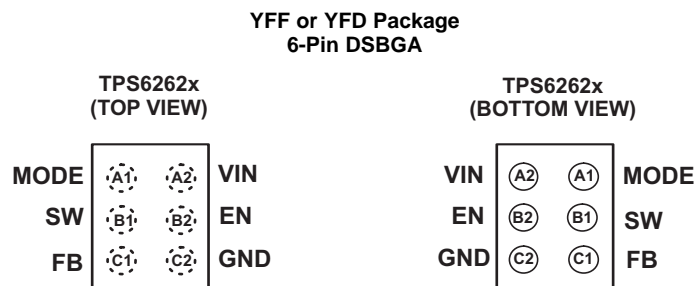 YFF or YFD Package
6-Pin DSBGA
TPS6262x
(TOP VIEW)
MODE A1 A2 VIN
SW B1 B2 EN
FB C1 C2 GND
TPS6262x
(BOTTOM VIEW)
VIN A2 A1 MODE
EN B2 B1 SW
GND C2 C1 FB